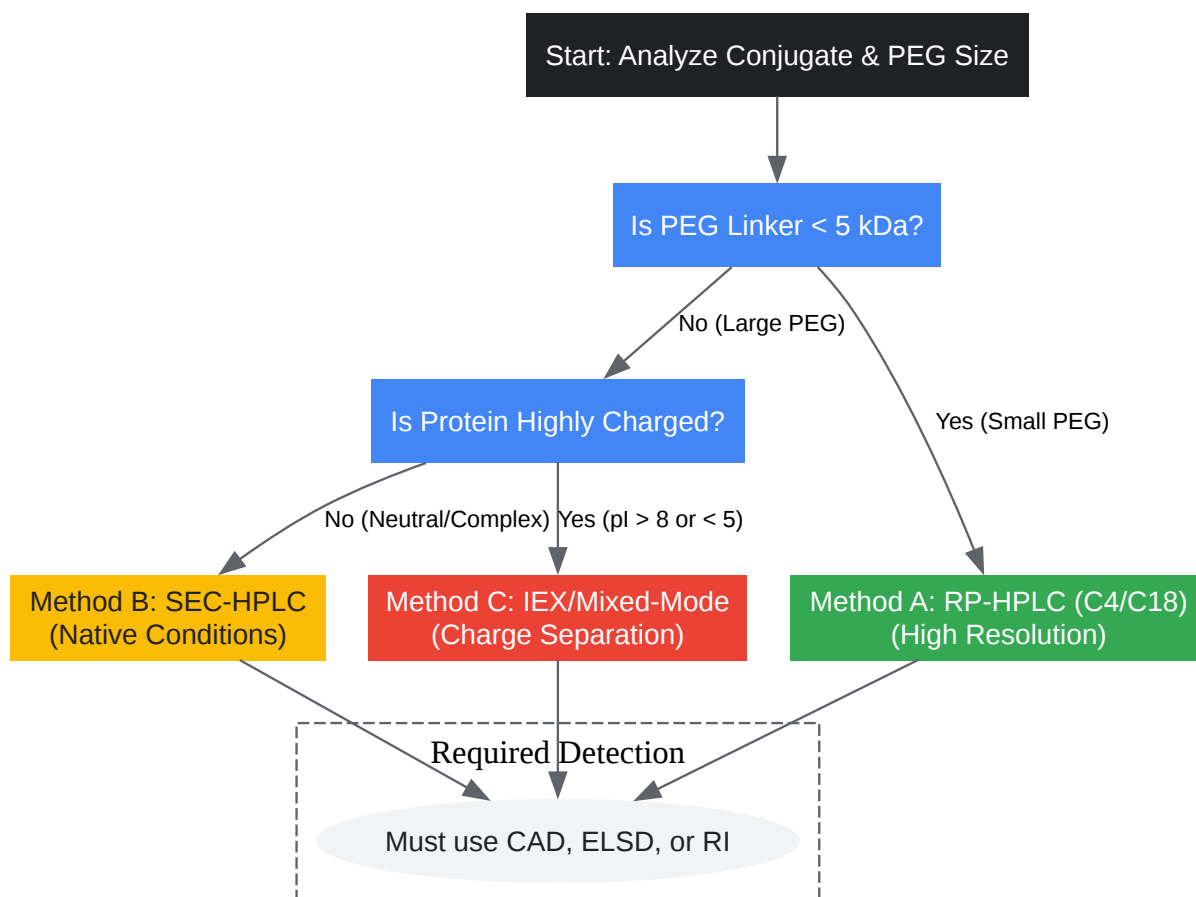 Start: Analyze Conjugate & PEG Size
Is PEG Linker < 5 kDa?
No (Large PEG)
Is Protein Highly Charged?
Yes (Small PEG)
No (Neutral/Complex)
Yes (pI > 8 or < 5)
Method B: SEC-HPLC
(Native Conditions)
Method C: IEX/Mixed-Mode
(Charge Separation)
Method A: RP-HPLC (C4/C18)
(High Resolution)
Required Detection
Must use CAD, ELSD, or RI